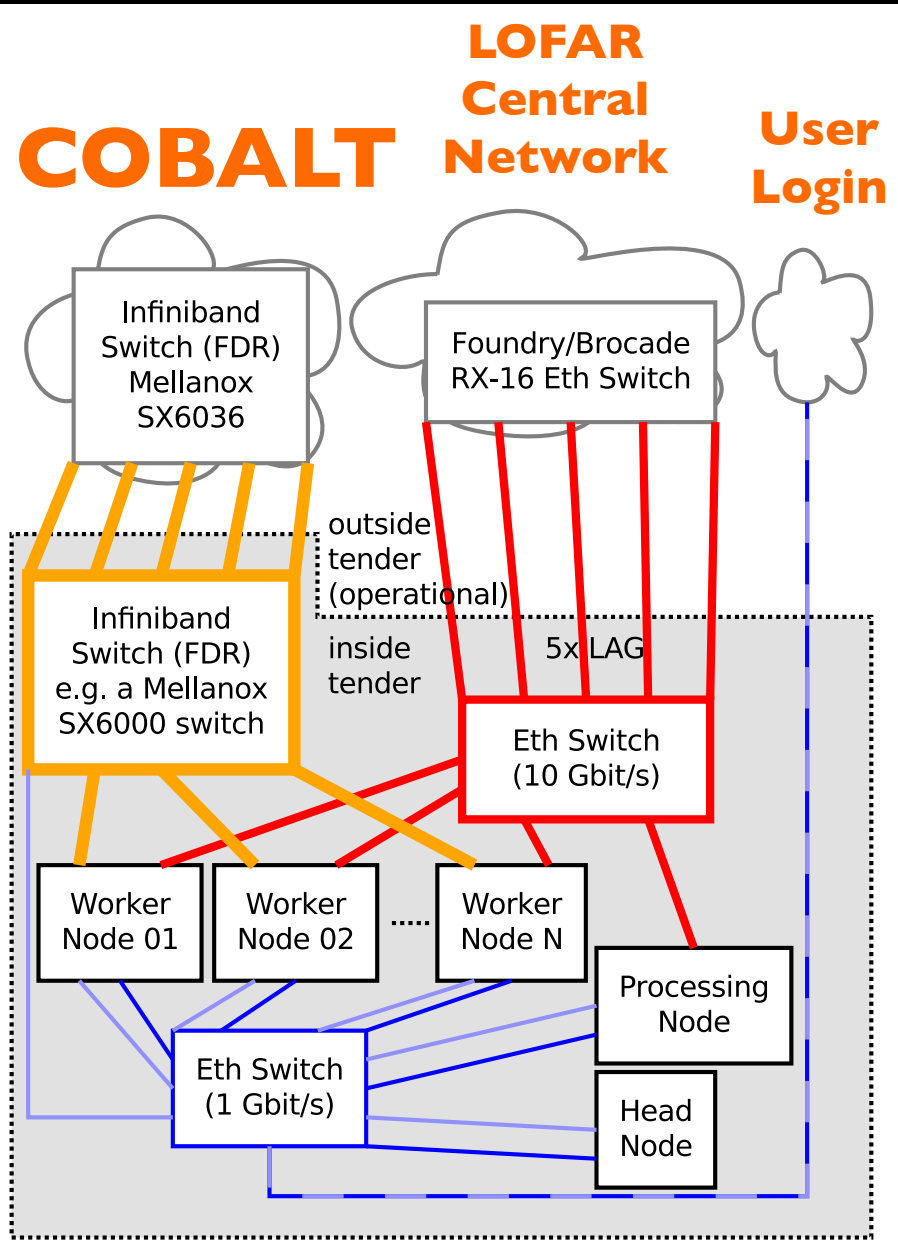 COBALT
LOFAR
Central
Network
User
Login
Infiniband
Switch (FDR)
Mellanox
SX6036
Foundry/Brocade
RX-16 Eth Switch
outside
tender
(operational)
inside
tender
5x LAG
Infiniband
Switch (FDR)
e.g. a Mellanox
SX6000 switch
Eth Switch
(10 Gbit/s)
Worker
Node 01
Worker
Node 02
Worker
Node N
Processing
Node
Eth Switch
(1 Gbit/s)
Head
Node